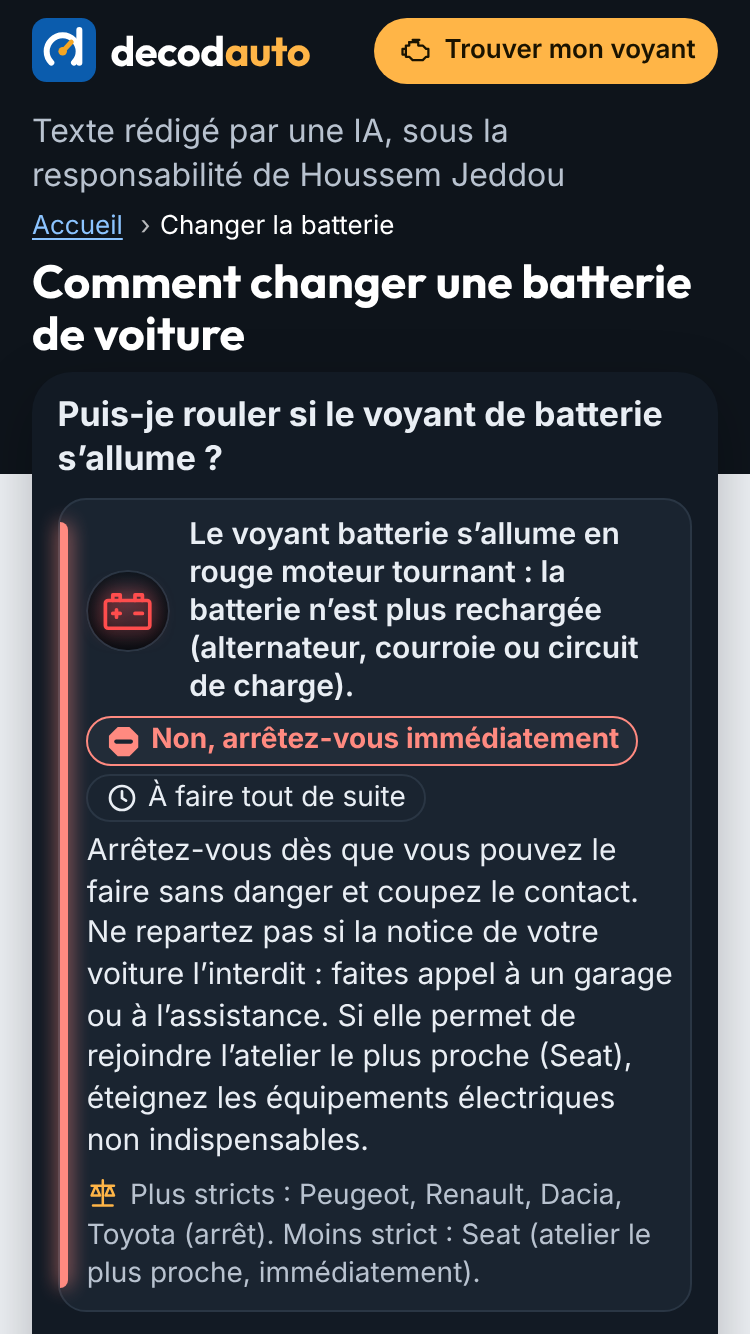 decodauto
Trouver mon voyant
Texte rédigé par une IA, sous la
responsabilité de Houssem Jeddou
Accueil › Changer la batterie
Comment changer une batterie
de voiture
Puis-je rouler si le voyant de batterie
s’allume ?
Le voyant batterie s’allume en
rouge moteur tournant : la
batterie n’est plus rechargée
(alternateur, courroie ou circuit
de charge).
Non, arrêtez-vous immédiatement
À faire tout de suite
Arrêtez-vous dès que vous pouvez le
faire sans danger et coupez le contact.
Ne repartez pas si la notice de votre
voiture l’interdit : faites appel à un garage
ou à l’assistance. Si elle permet de
rejoindre l’atelier le plus proche (Seat),
éteignez les équipements électriques
non indispensables.
Plus stricts : Peugeot, Renault, Dacia,
Toyota (arrêt). Moins strict : Seat (atelier le
plus proche, immédiatement).